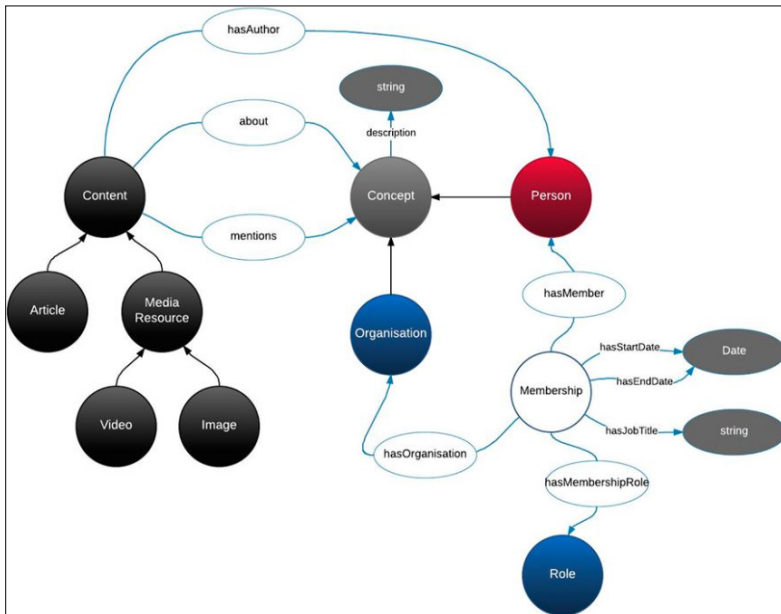 hasAuthor
string
about
description
Content
Concept
Person
mentions
hasMember
Article
Media
Resource
Organisation
hasStartDate
Date
hasEndDate
Membership
Video
Image
hasJobTitle
string
hasOrganisation
hasMembershipRole
Role